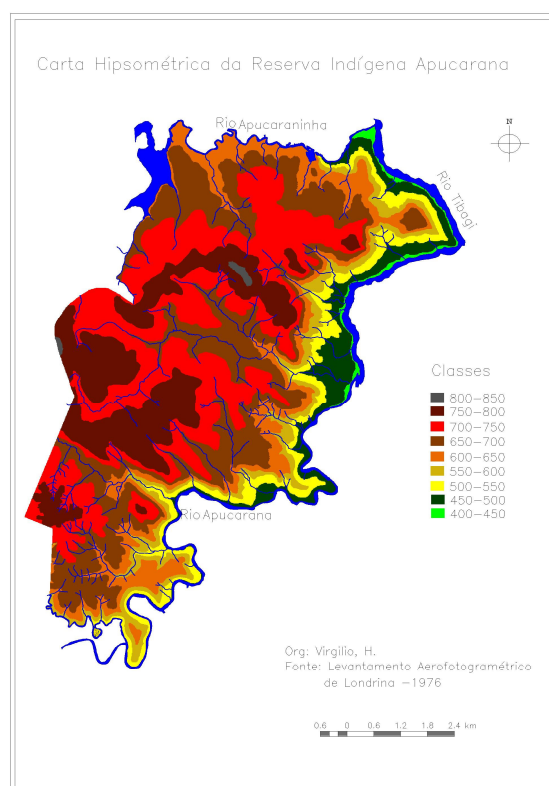 Carta Hipsométrica da Reserva Indígena Apucarana
Rio Apucaraninha
N
Rio Tibagi
Classes
800-850
750-800
700-750
650-700
600-650
550-600
500-550
450-500
400-450
Rio Apucarana
Org: Virgilio, H.
Fonte: Levantamento Aerofotogramétrico
de Londrina -1976
0.6 0 0.6 1.2 1.8 2.4 km